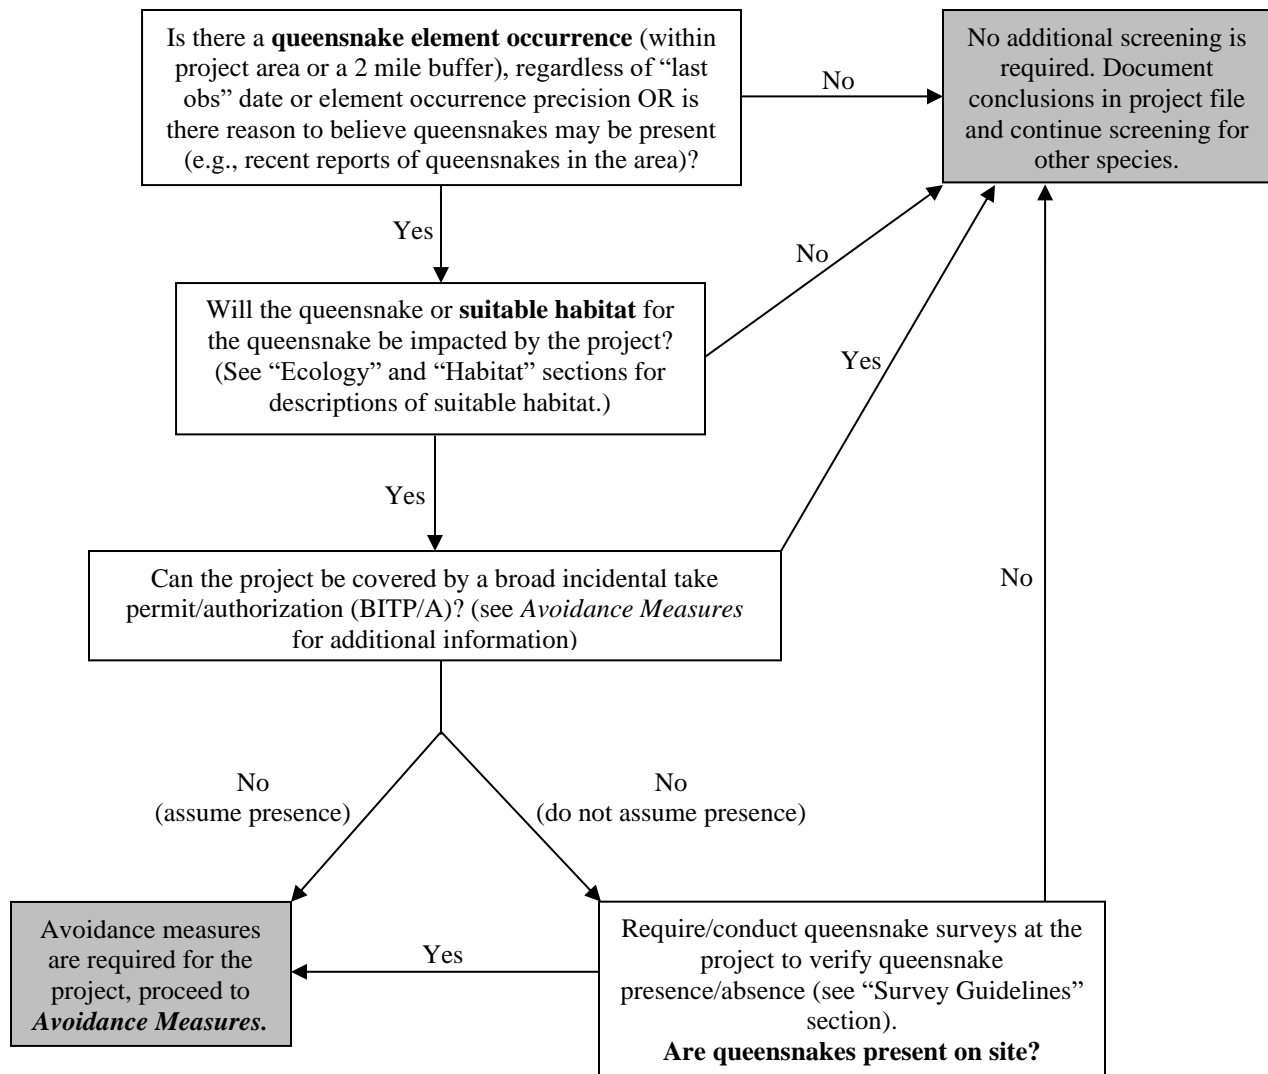 Is there a queensnake element occurrence (within
project area or a 2 mile buffer), regardless of “last
obs” date or element occurrence precision OR is
there reason to believe queensnakes may be present
(e.g., recent reports of queensnakes in the area)?
No
No additional screening is
required. Document
conclusions in project file
and continue screening for
other species.
Yes
No
Will the queensnake or suitable habitat for
the queensnake be impacted by the project?
(See “Ecology” and “Habitat” sections for
descriptions of suitable habitat.)
Yes
Yes
Can the project be covered by a broad incidental take
permit/authorization (BITP/A)? (see Avoidance Measures
for additional information)
No
No
(assume presence)
No
(do not assume presence)
Avoidance measures
are required for the
project, proceed to
Avoidance Measures.
Yes
Require/conduct queensnake surveys at the
project to verify queensnake
presence/absence (see “Survey Guidelines”
section).
Are queensnakes present on site?